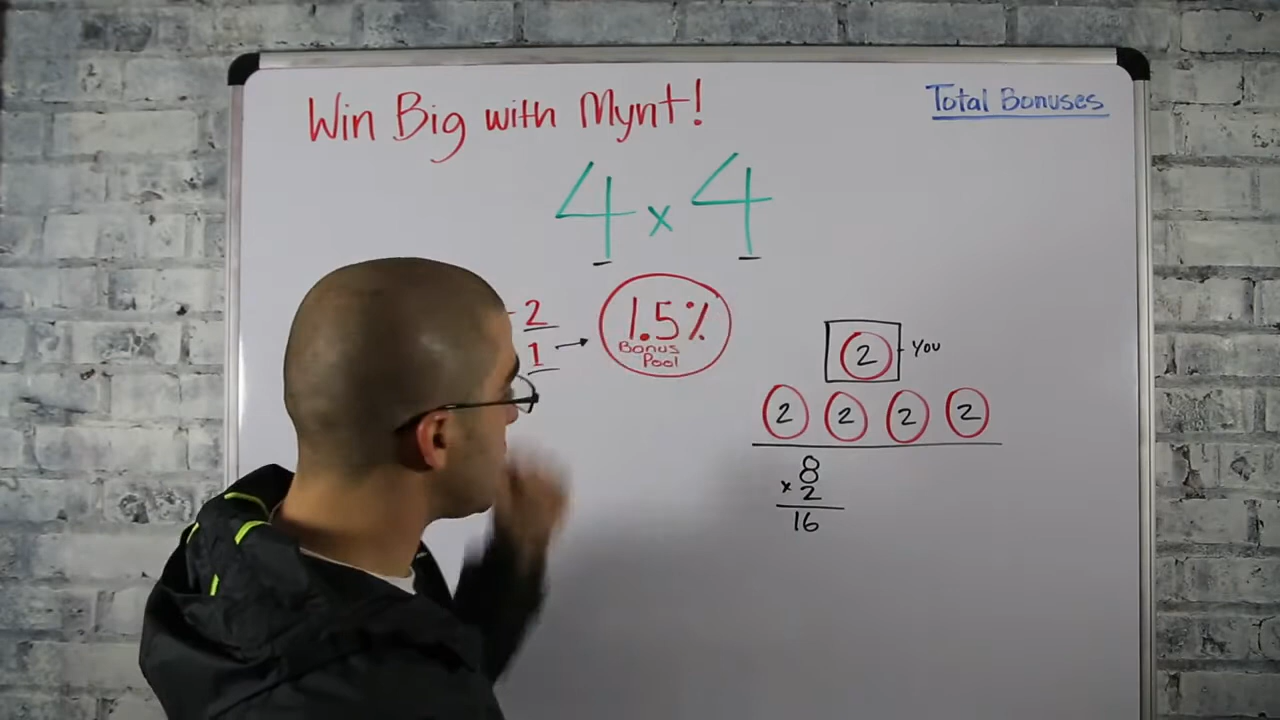 Win Big with Mynt!
Total Bonuses
4 x 4
2
1 → 1.5%
Bonus
Pool
2 - You
2 2 2 2
8
x 2
16